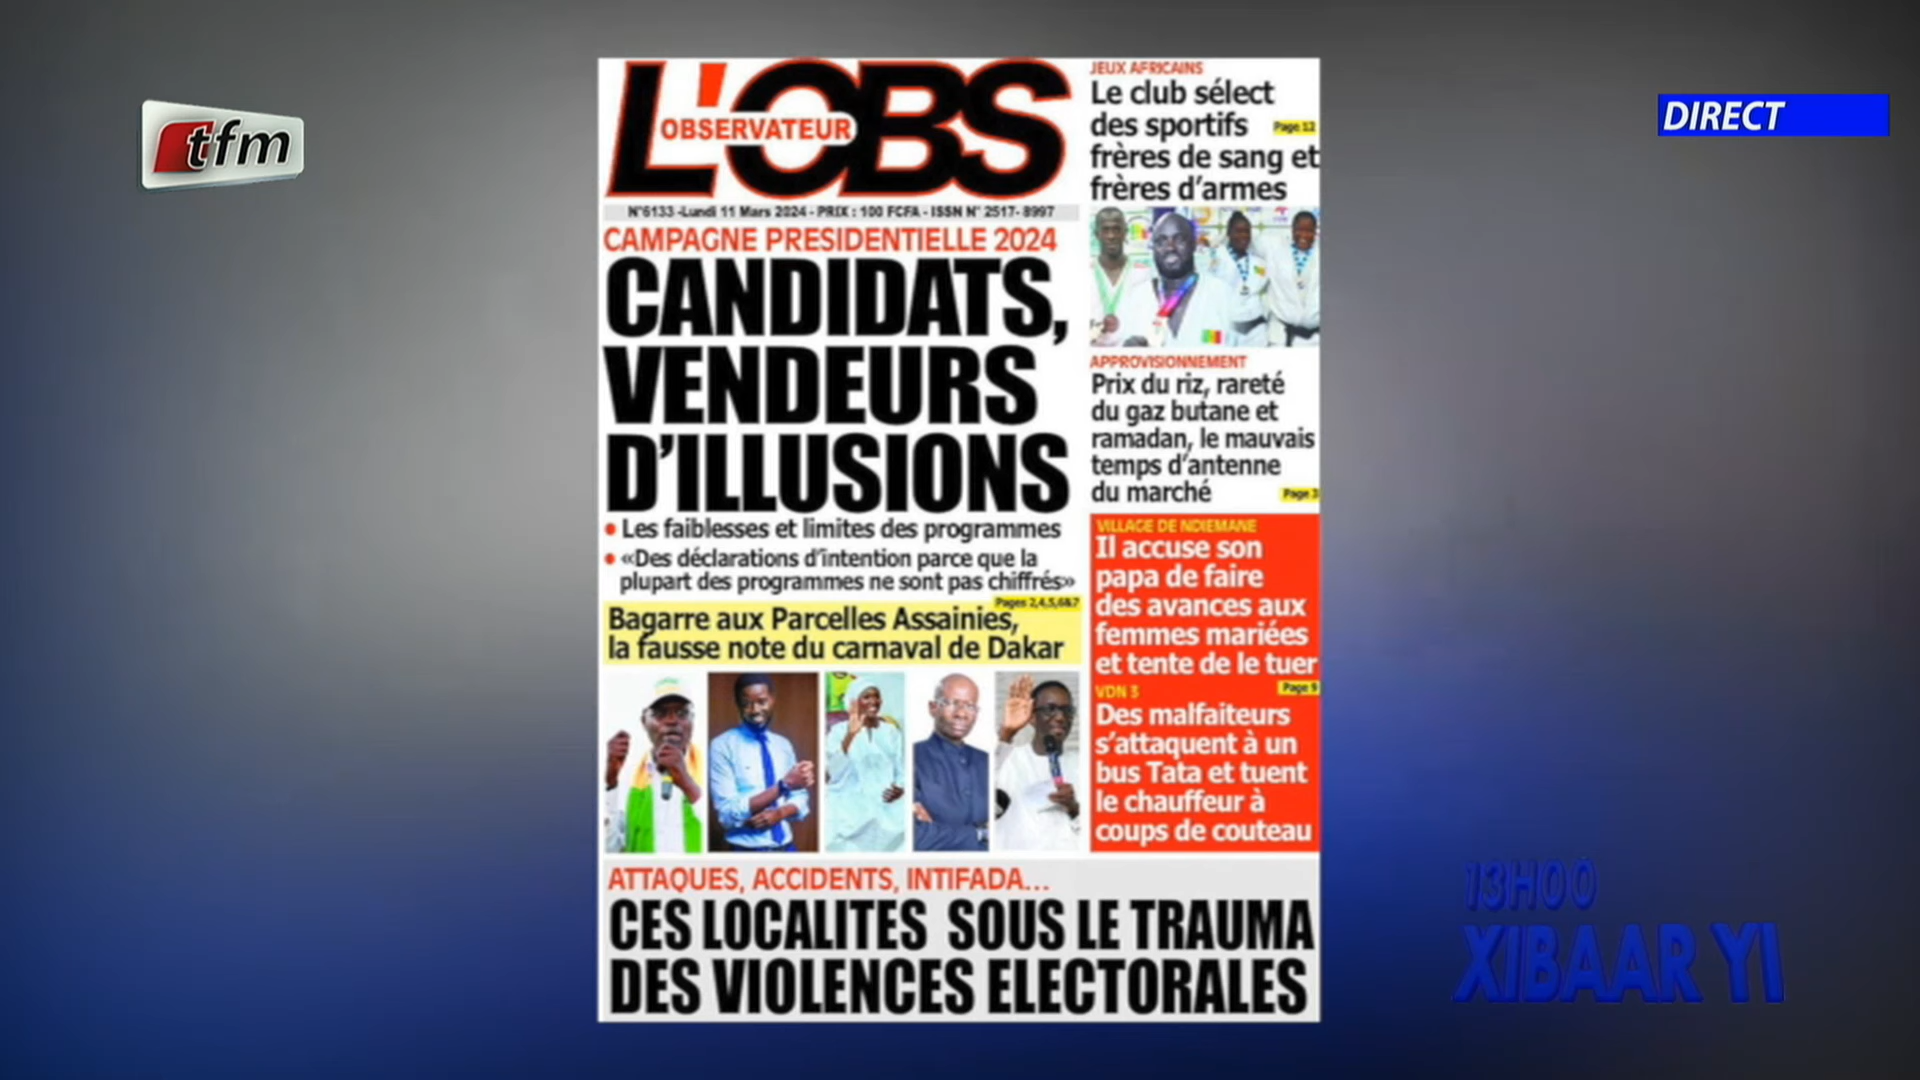 tfm
DIRECT
L'OBS
OBSERVATEUR
N°6133 -Lundi 11 Mars 2024 - PRIX : 100 FCFA - ISSN N° 2517- 8997
CAMPAGNE PRESIDENTIELLE 2024
CANDIDATS,
VENDEURS
D'ILLUSIONS
• Les faiblesses et limites des programmes
• «Des déclarations d'intention parce que la
plupart des programmes ne sont pas chiffrés»
Pages 2,4,5,6&7
Bagarre aux Parcelles Assainies,
la fausse note du carnaval de Dakar
JEUX AFRICAINS
Le club sélect
des sportifs
Page 12
frères de sang et
frères d'armes
APPROVISIONNEMENT
Prix du riz, rareté
du gaz butane et
ramadan, le mauvais
temps d'antenne
du marché
Page 3
VILLAGE DE NDIEMANE
Il accuse son
papa de faire
des avances aux
femmes mariées
et tente de le tuer
Page 9
VDN 3
Des malfaiteurs
s'attaquent à un
bus Tata et tuent
le chauffeur à
coups de couteau
ATTAQUES, ACCIDENTS, INTIFADA...
CES LOCALITES SOUS LE TRAUMA
DES VIOLENCES ELECTORALES
13H00
XIBAAR YI